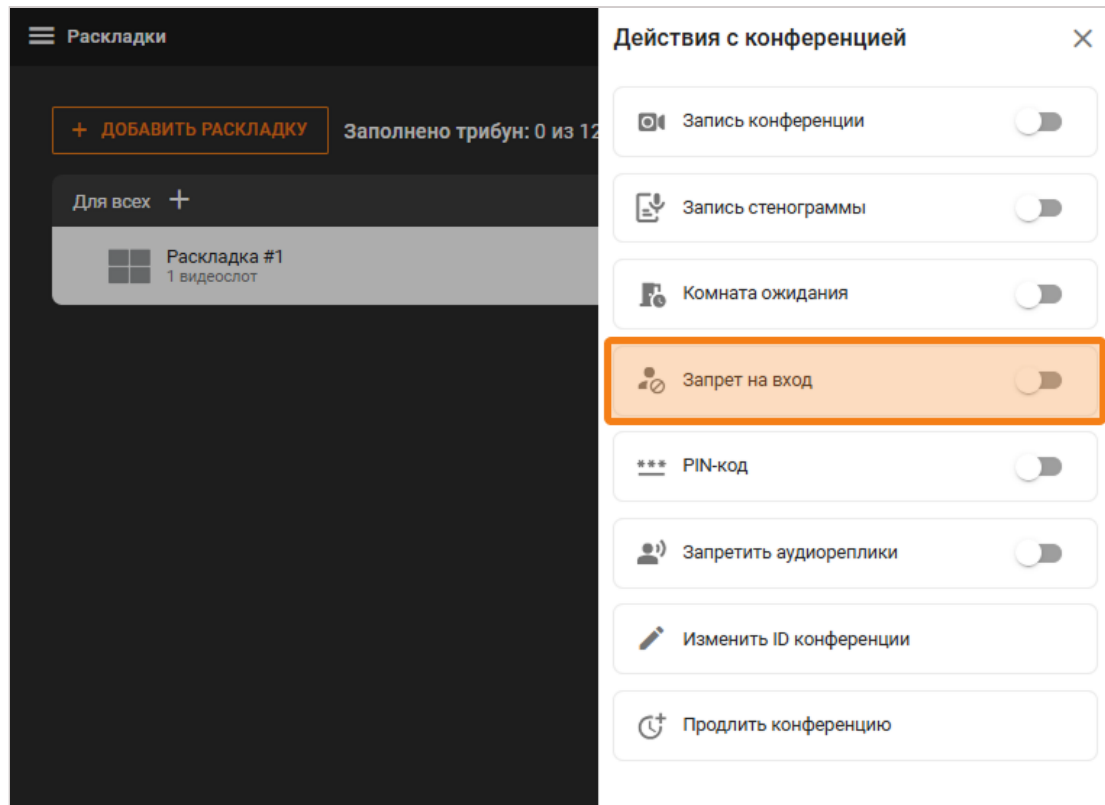 Раскладки
+ ДОБАВИТЬ РАСКЛАДКУ
Заполнено трибун: 0 из 12
Для всех +
Раскладка #1
1 видеослот
Действия с конференцией
Запись конференции
Запись стенограммы
Комната ожидания
Запрет на вход
*** PIN-код
Запретить аудиореплики
Изменить ID конференции
Продлить конференцию